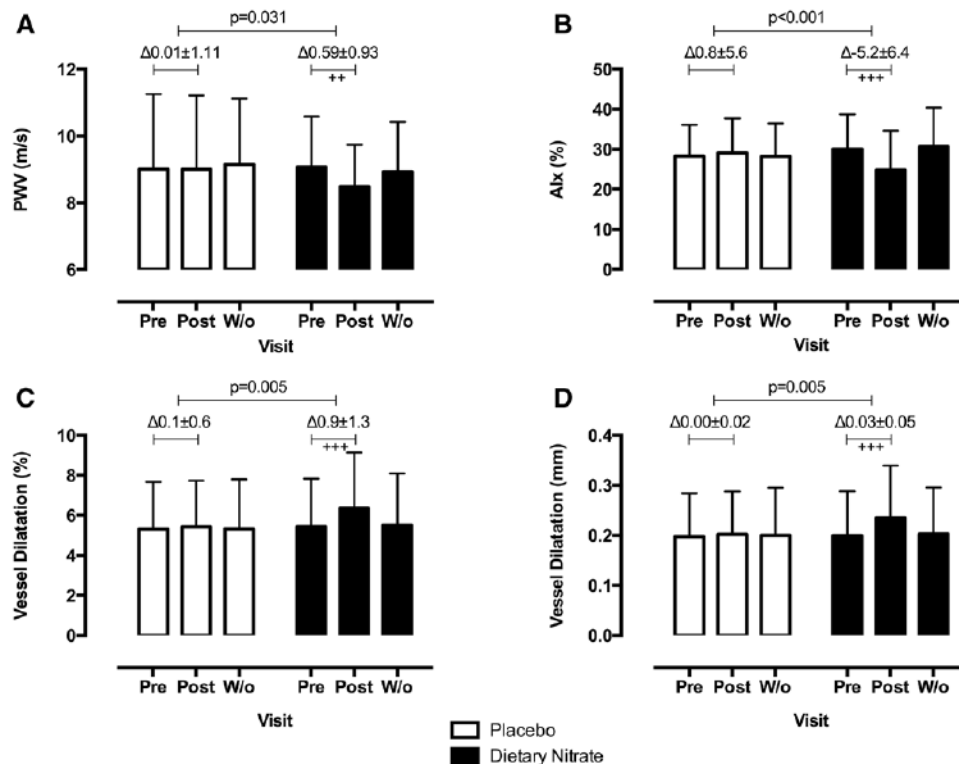 A
p=0.031
Δ0.01±1.11
Δ0.59±0.93
++
12
10
8
6
PWV (m/s)
Pre Post W/o Pre Post W/o
Visit
B
p<0.001
Δ0.8±5.6
Δ-5.2±6.4
+++
50
40
30
20
10
0
AIx (%)
Pre Post W/o Pre Post W/o
Visit
C
p=0.005
Δ0.1±0.6
Δ0.9±1.3
+++
10
8
6
4
2
0
Vessel Dilatation (%)
Pre Post W/o Pre Post W/o
Visit
D
p=0.005
Δ0.00±0.02
Δ0.03±0.05
+++
0.4
0.3
0.2
0.1
0.0
Vessel Dilatation (mm)
Pre Post W/o Pre Post W/o
Visit
Placebo
Dietary Nitrate